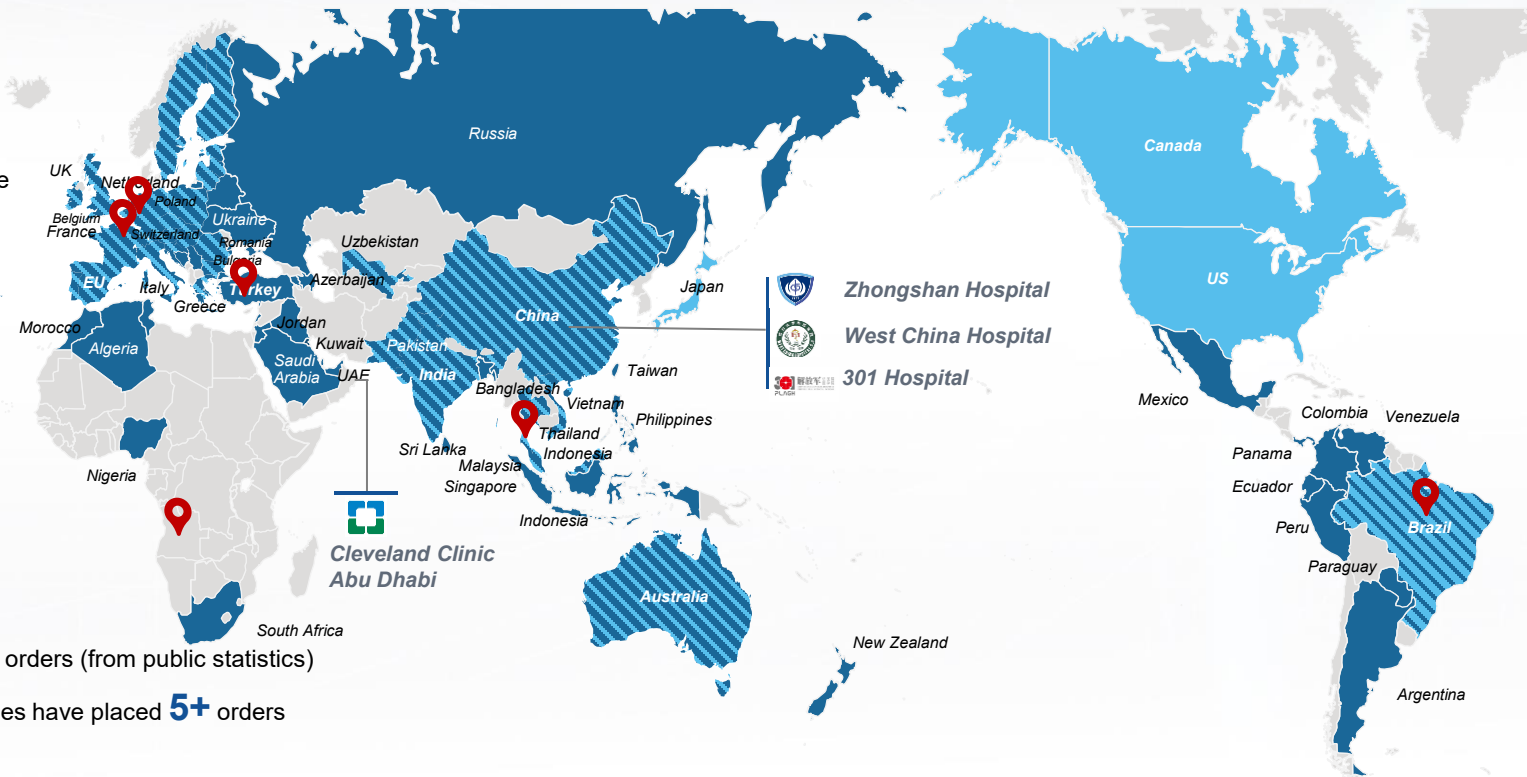 Russia
Canada
UK
Netherland
e
Poland
Ukraine
Belgium
France
Switzerland
Romania
Bulgaria
Uzbekistan
Azerbaijan
EU
Italy
Turkey
Greece
Japan
US
Zhongshan Hospital
China
Morocco
Jordan
Algeria
Kuwait
Pakistan
West China Hospital
Saudi
Arabia
UAE
India
Taiwan
301 Hospital
Bangladesh
Vietnam
Philippines
Mexico
Colombia
Venezuela
Thailand
Sri Lanka
Indonesia
Malaysia
Singapore
Panama
Nigeria
Ecuador
Indonesia
Peru
Brazil
Cleveland Clinic
Abu Dhabi
Paraguay
Australia
South Africa
New Zealand
orders (from public statistics)
Argentina
es have placed 5+ orders